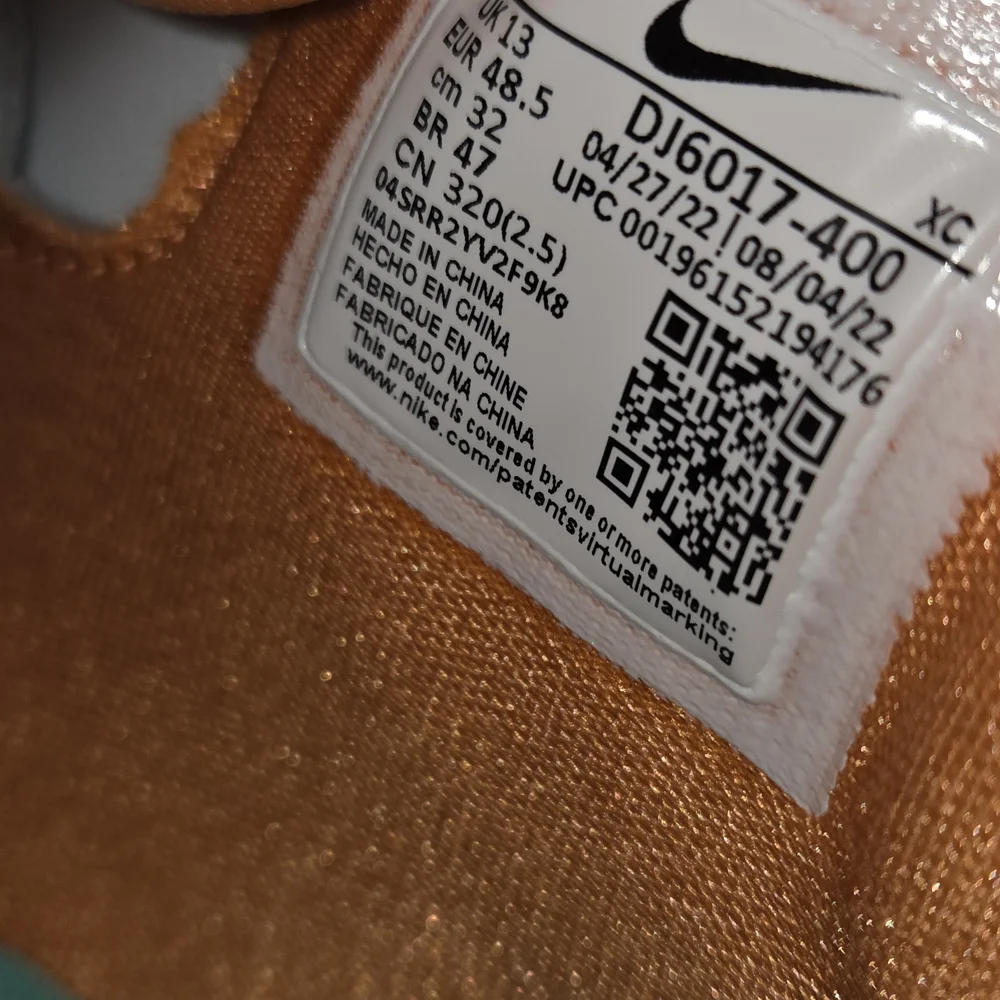 UK 13
EUR 48.5
cm 32
BR 47
CN 320(2.5)
04SRR2YV2F9K8
MADE IN CHINA
HECHO EN CHINA
FABRIQUE EN CHINE
FABRICADO NA CHINA
This product is covered by one or more patents:
www.nike.com/patentsvirtualmarking
XC
DJ6017-400
04/27/22 | 08/04/22
UPC 00196152194176